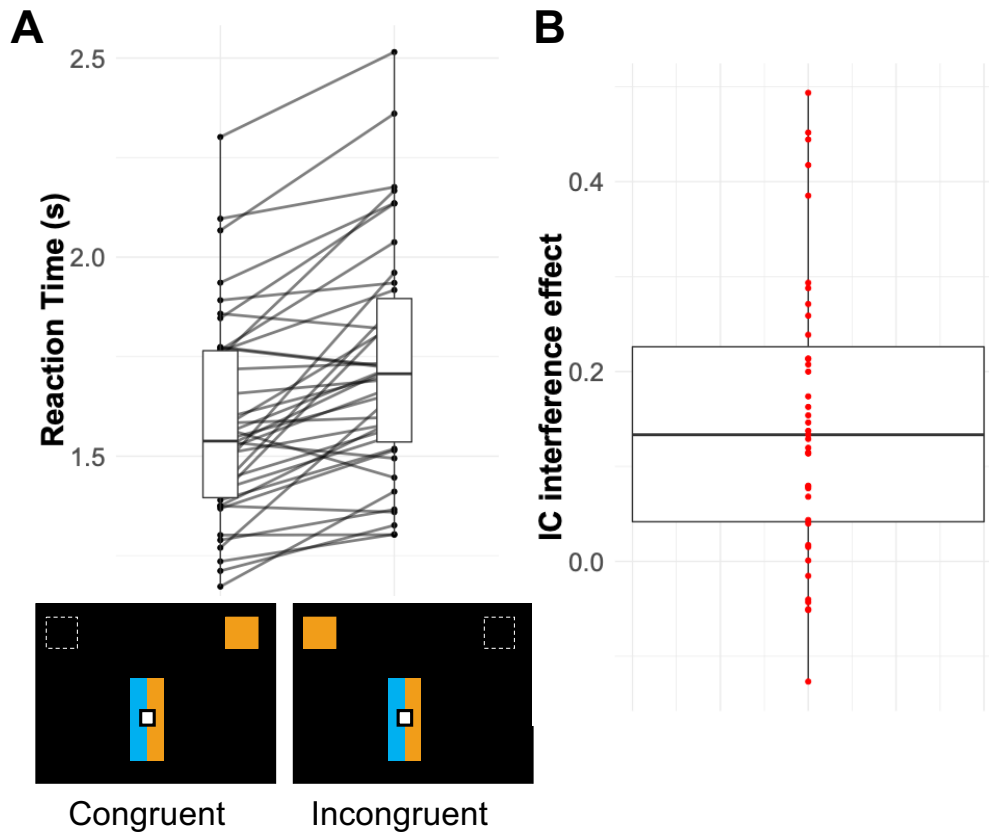 A
Reaction Time (s)
2.5
2.0
1.5
Congruent
Incongruent
B
IC interference effect
0.4
0.2
0.0